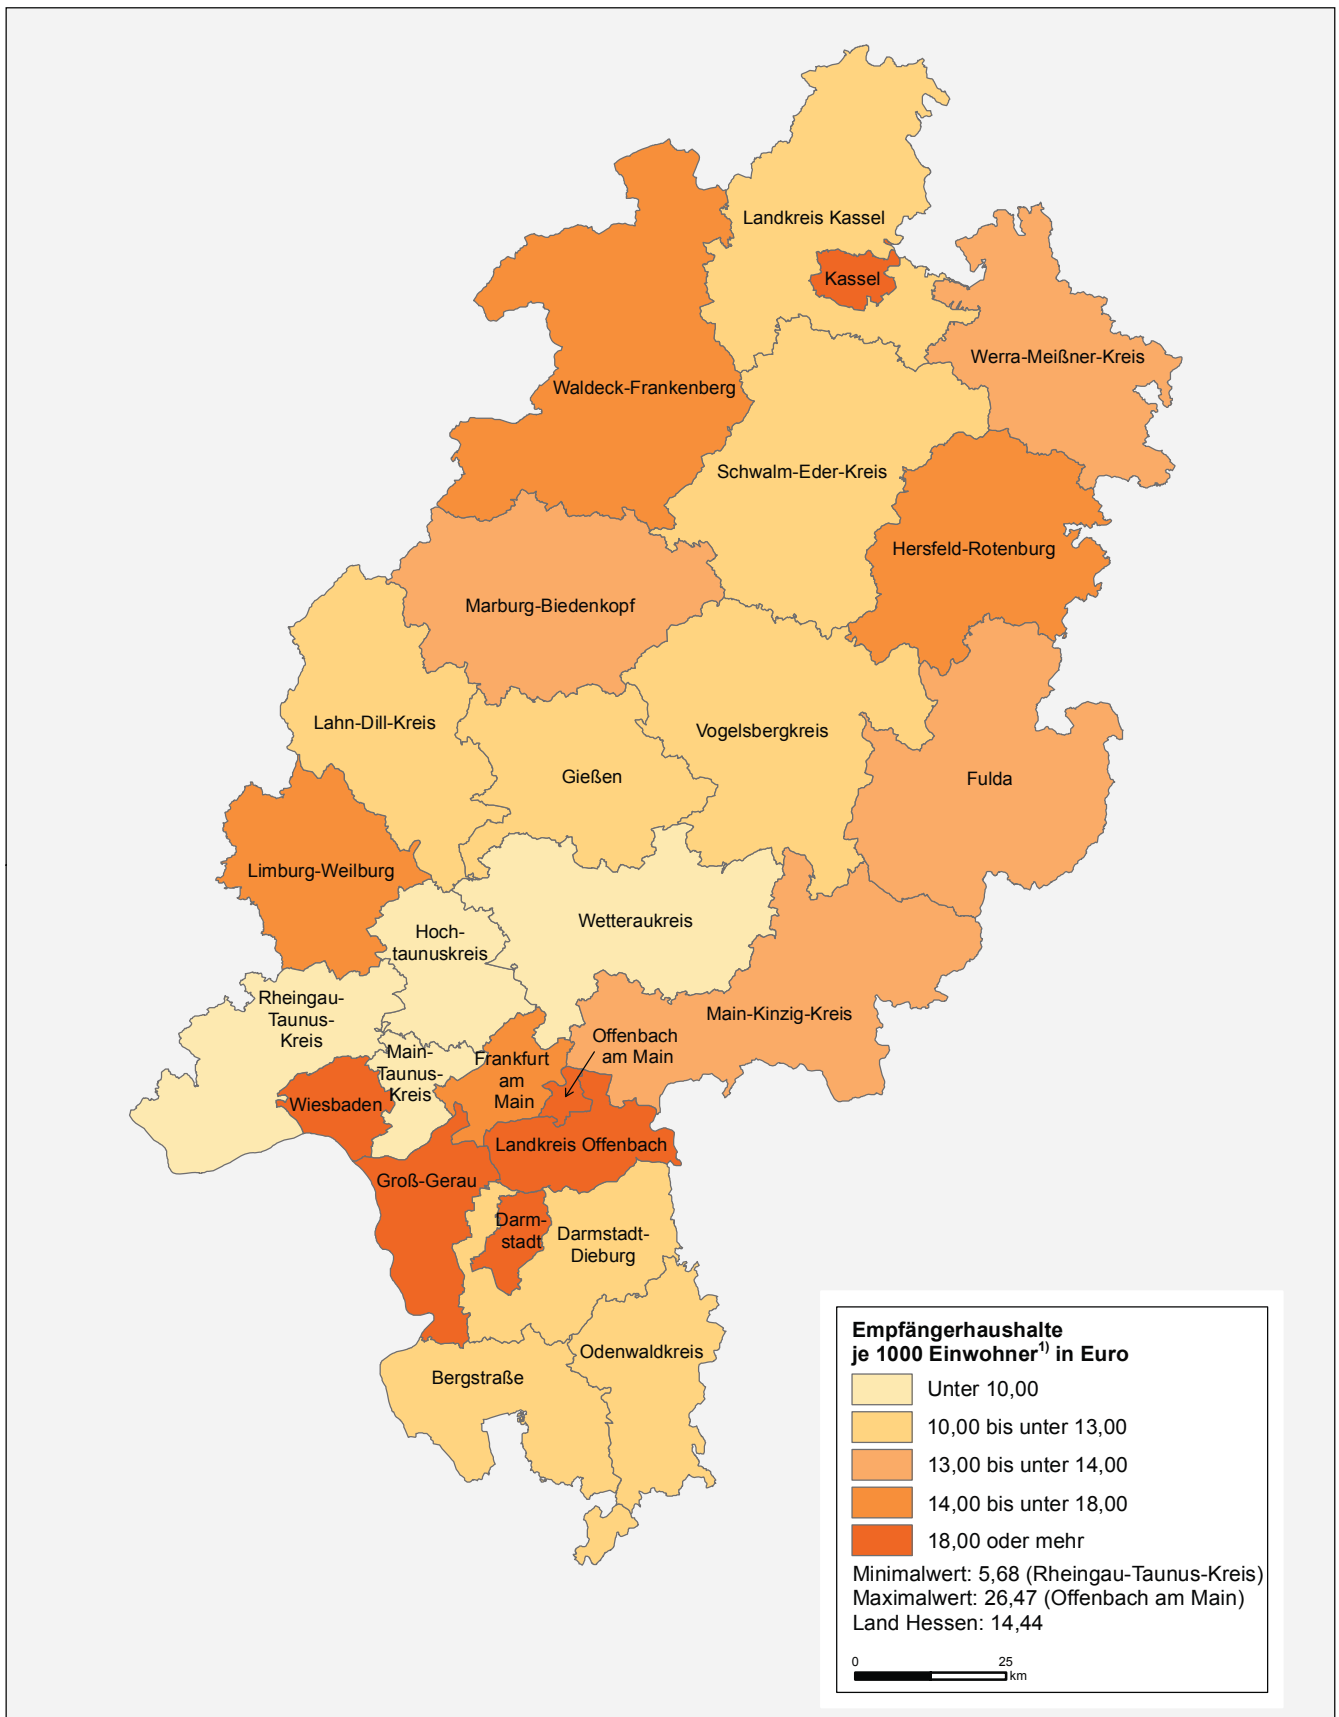 Landkreis Kassel
Kassel
Werra-Meißner-Kreis
Waldeck-Frankenberg
Schwalm-Eder-Kreis
Hersfeld-Rotenburg
Marburg-Biedenkopf
Lahn-Dill-Kreis
Vogelsbergkreis
Gießen
Fulda
Limburg-Weilburg
Wetteraukreis
Hoch-
taunuskreis
Rheingau-
Taunus-
Kreis
Main-Kinzig-Kreis
Offenbach
am Main
Main-
Taunus-
Kreis
Frankfurt
am
Main
Wiesbaden
Landkreis Offenbach
Groß-Gerau
Darm-
stadt
Darmstadt-
Dieburg
Odenwaldkreis
Bergstraße
Empfängerhaushalte
je 1000 Einwohner1) in Euro
Unter 10,00
10,00 bis unter 13,00
13,00 bis unter 14,00
14,00 bis unter 18,00
18,00 oder mehr
Minimalwert: 5,68 (Rheingau-Taunus-Kreis)
Maximalwert: 26,47 (Offenbach am Main)
Land Hessen: 14,44
0 25
km